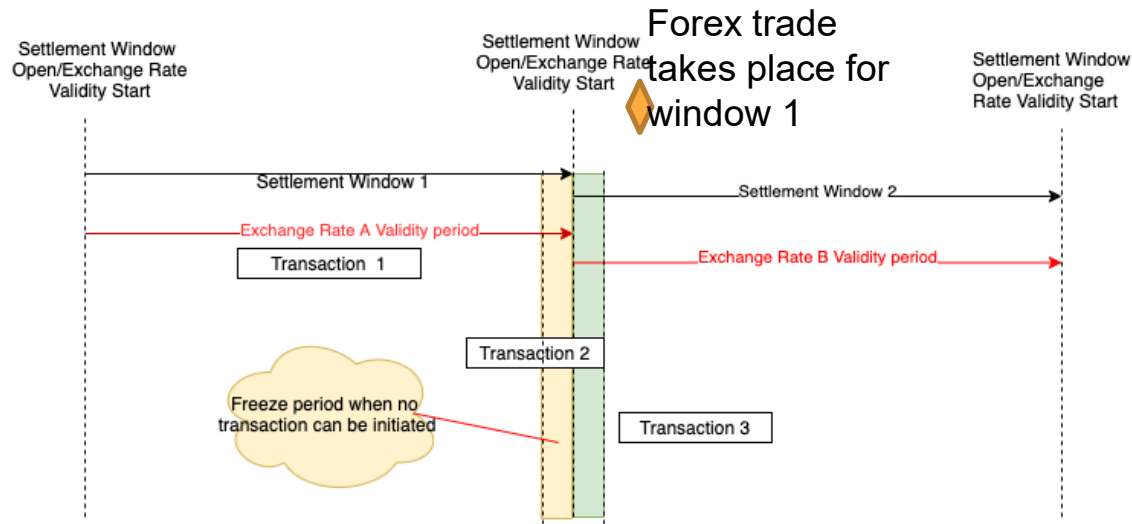 Settlement Window
Open/Exchange Rate
Validity Start
Settlement Window
Open/Exchange Rate
Validity Start
Forex trade
takes place for
window 1
Settlement Window
Open/Exchange
Rate Validity Start
Settlement Window 1
Settlement Window 2
Exchange Rate A Validity period
Exchange Rate B Validity period
Transaction 1
Transaction 2
Freeze period when no
transaction can be initiated
Transaction 3